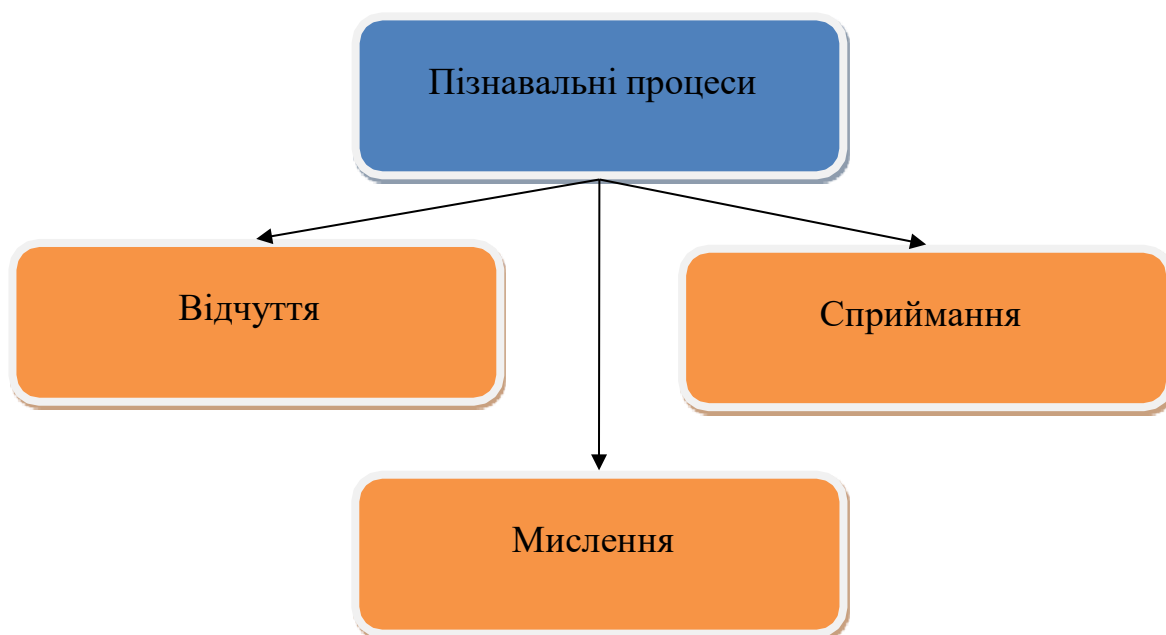 Пізнавальні процеси
Відчуття
Сприймання
Мислення